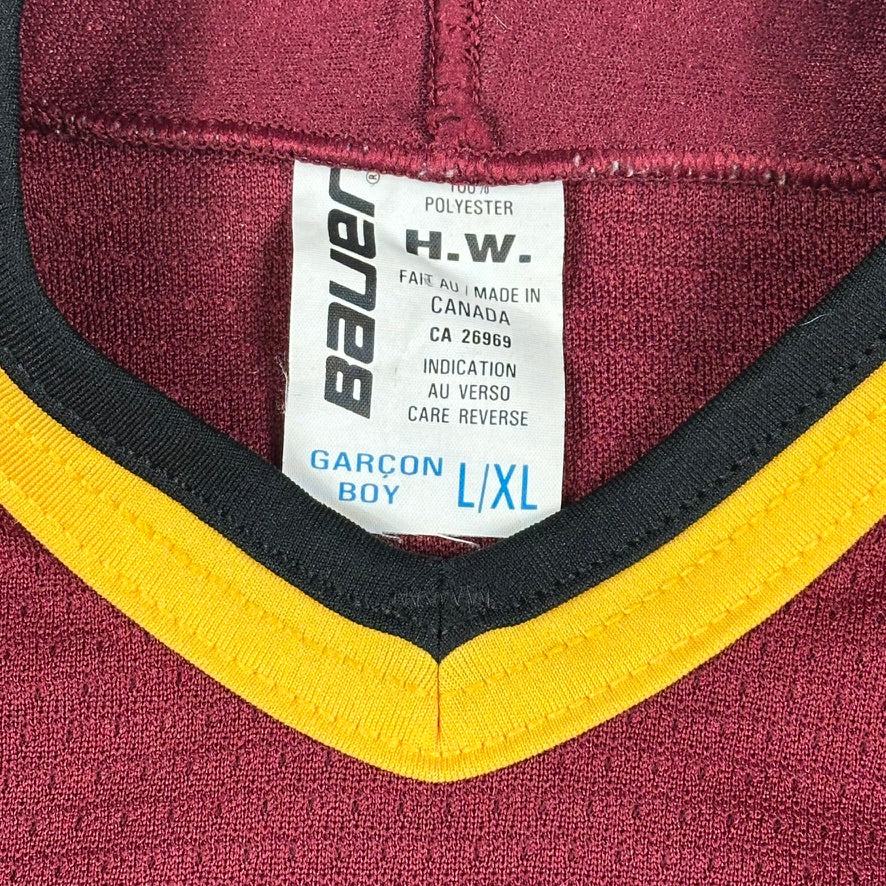 BAUER®
100%
POLYESTER
H.W.
FAIT AU / MADE IN
CANADA
CA 26969
INDICATION
AU VERSO
CARE REVERSE
GARÇON
BOY
L/XL